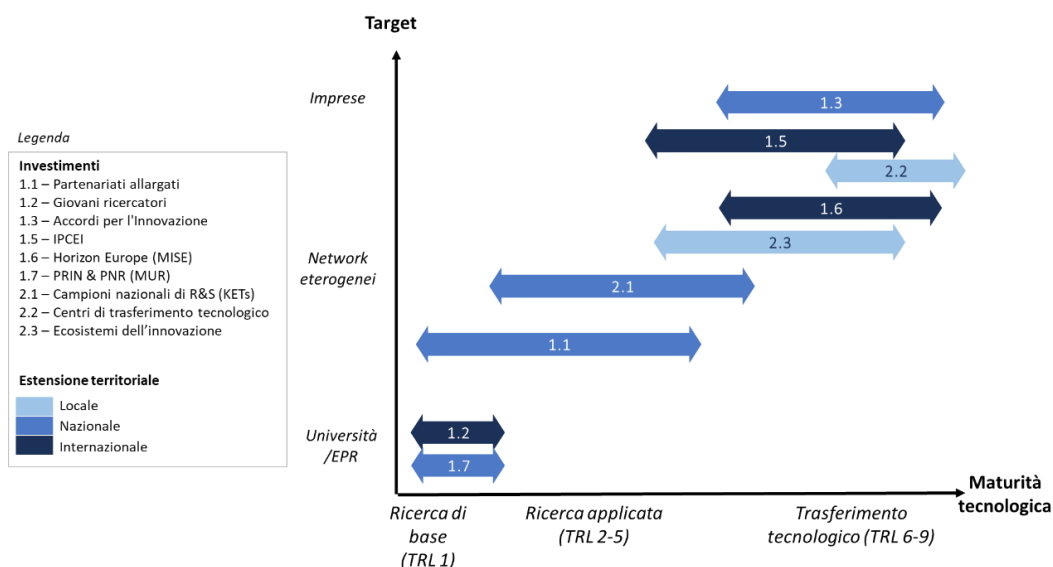 Target
Imprese
Network
eterogenei
Università
/EPR
1.3
1.5
2.2
1.6
2.3
2.1
1.1
1.2
1.7
Maturità
tecnologica
Ricerca di
base
(TRL 1)
Ricerca applicata
(TRL 2-5)
Trasferimento
tecnologico (TRL 6-9)
Legenda
Investimenti
1.1 – Partenariati allargati
1.2 – Giovani ricercatori
1.3 – Accordi per l'Innovazione
1.5 – IPCEI
1.6 – Horizon Europe (MISE)
1.7 – PRIN & PNR (MUR)
2.1 – Campioni nazionali di R&S (KETs)
2.2 – Centri di trasferimento tecnologico
2.3 – Ecosistemi dell’innovazione
Estensione territoriale
Locale
Nazionale
Internazionale